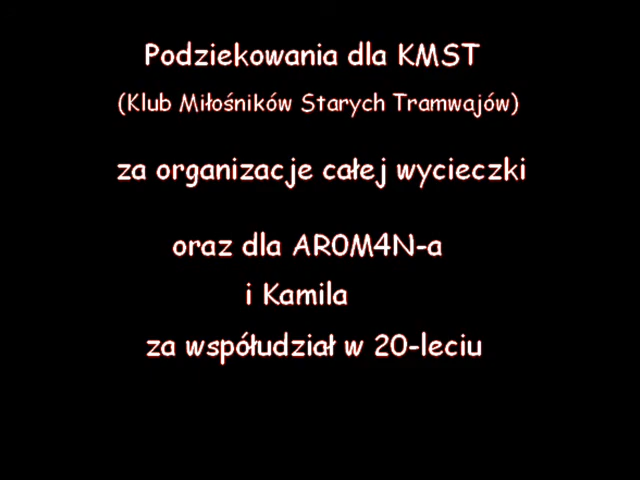 Podziekowania dla KMST
(Klub Miłośników Starych Tramwajów)
za organizacje całej wycieczki
oraz dla AR0M4N-a
i Kamila
za współudział w 20-leciu